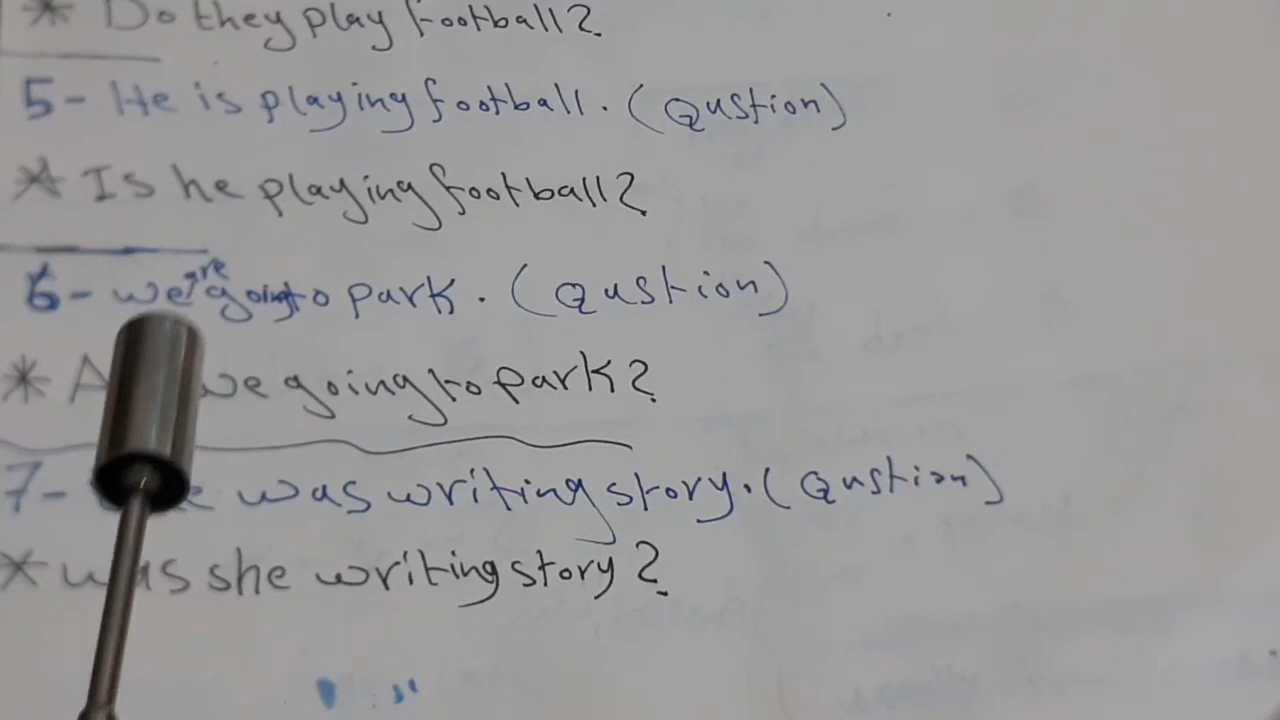 * Do they play football?
5- He is playing football. (Qustion)
* Is he playing football?
6- we are going to park. (Qustion)
* we going to park?
7- was writing story. (Qustion)
* was she writing story?